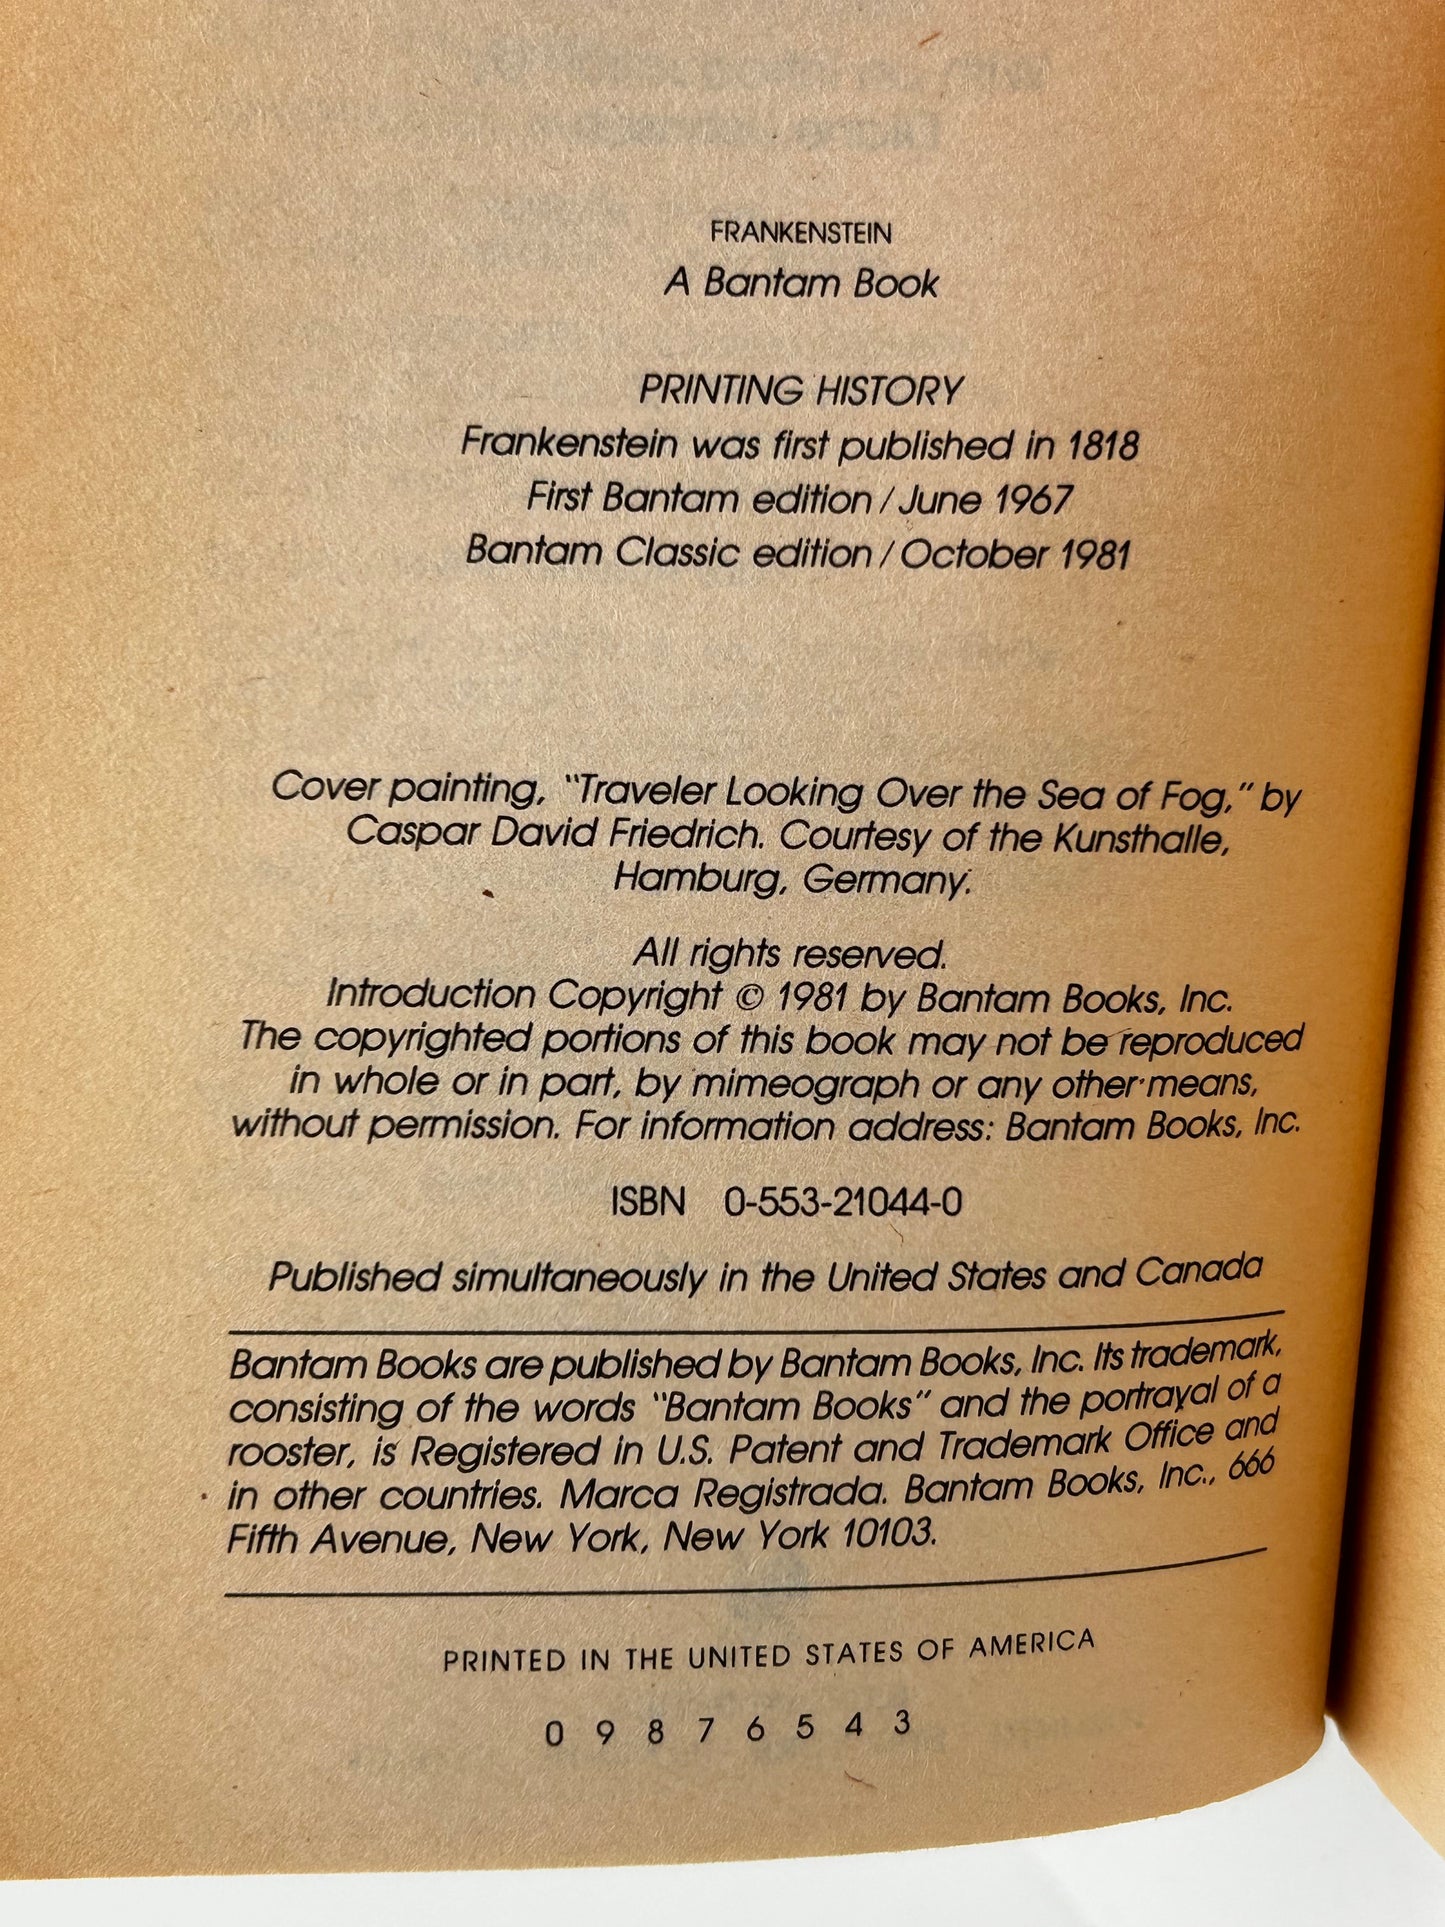 FRANKENSTEIN
A Bantam Book
PRINTING HISTORY
Frankenstein was first published in 1818
First Bantam edition / June 1967
Bantam Classic edition / October 1981
Cover painting, "Traveler Looking Over the Sea of Fog," by
Caspar David Friedrich. Courtesy of the Kunsthalle,
Hamburg, Germany.
All rights reserved.
Introduction Copyright © 1981 by Bantam Books, Inc.
The copyrighted portions of this book may not be reproduced
in whole or in part, by mimeograph or any other means,
without permission. For information address: Bantam Books, Inc.
ISBN 0-553-21044-0
Published simultaneously in the United States and Canada
Bantam Books are published by Bantam Books, Inc. Its trademark,
consisting of the words "Bantam Books" and the portrayal of a
rooster, is Registered in U.S. Patent and Trademark Office and
in other countries. Marca Registrada. Bantam Books, Inc., 666
Fifth Avenue, New York, New York 10103.
PRINTED IN THE UNITED STATES OF AMERICA
0 9 8 7 6 5 4 3